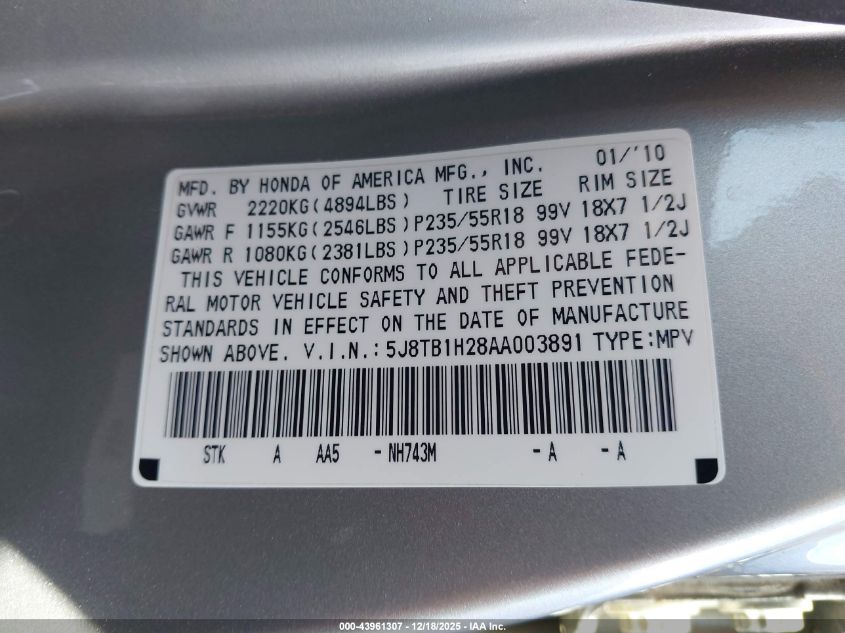 MFD. BY HONDA OF AMERICA MFG., INC. 01/'10
GVWR 2220KG(4894LBS) TIRE SIZE RIM SIZE
GAWR F 1155KG(2546LBS)P235/55R18 99V 18X7 1/2J
GAWR R 1080KG(2381LBS)P235/55R18 99V 18X7 1/2J
THIS VEHICLE CONFORMS TO ALL APPLICABLE FEDE-
RAL MOTOR VEHICLE SAFETY AND THEFT PREVENTION
STANDARDS IN EFFECT ON THE DATE OF MANUFACTURE
SHOWN ABOVE. V.I.N.:5J8TB1H28AA003891 TYPE:MPV
STK A AA5 -NH743M -A -A
000-43961307 - 12/18/2025 - IAA Inc.